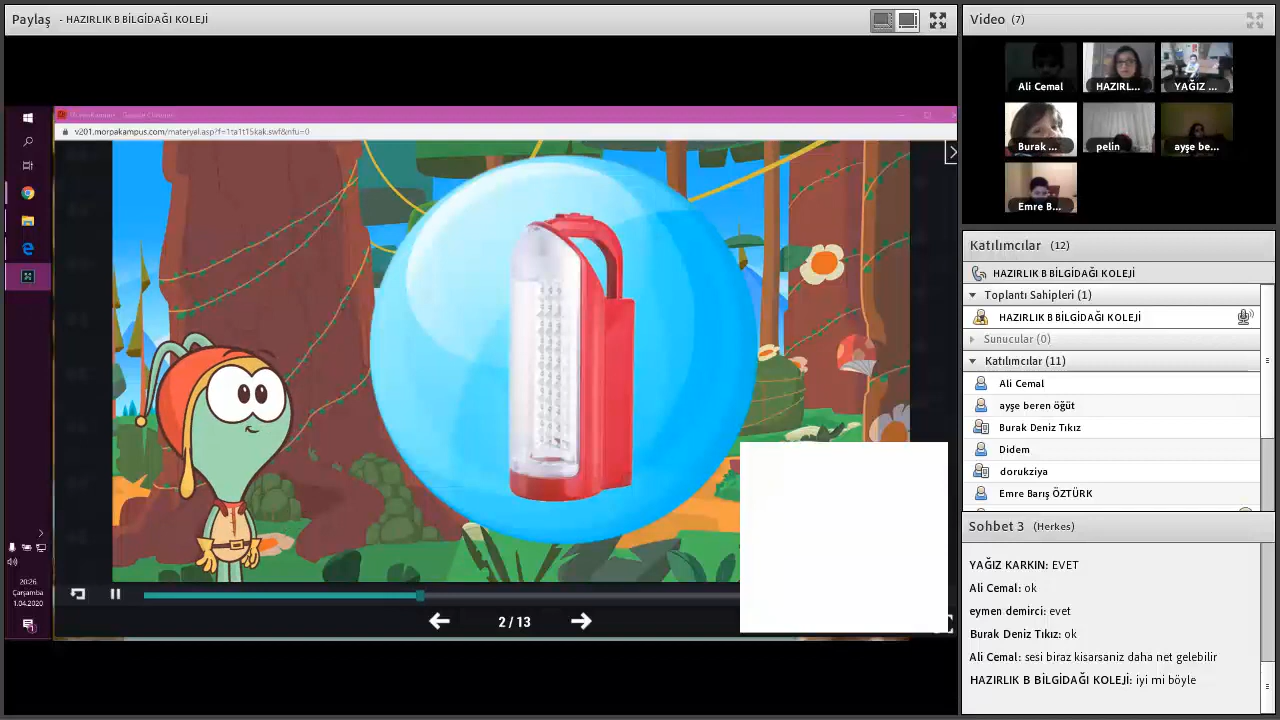 Paylaş - HAZIRLIK B BİLGİDAĞI KOLEJİ
v201.morpakampus.com/materyal.asp?f=1ta1t15kak.swf&nfu=0
2 / 13
20:26
Çarşamba
1.04.2020
Video (7)
Ali Cemal
HAZIRL...
YAĞIZ ...
Burak ...
pelin
ayşe be...
Emre B...
Katılımcılar (12)
HAZIRLIK B BİLGİDAĞI KOLEJİ
Toplantı Sahipleri (1)
HAZIRLIK B BİLGİDAĞI KOLEJİ
Sunucular (0)
Katılımcılar (11)
Ali Cemal
ayşe beren öğüt
Burak Deniz Tıkız
Didem
dorukziya
Emre Barış ÖZTÜRK
Sohbet 3 (Herkes)
YAĞIZ KARKIN: EVET
Ali Cemal: ok
eymen demirci: evet
Burak Deniz Tıkız: ok
Ali Cemal: sesi biraz kisarsaniz daha net gelebilir
HAZIRLIK B BİLGİDAĞI KOLEJİ: iyi mi böyle